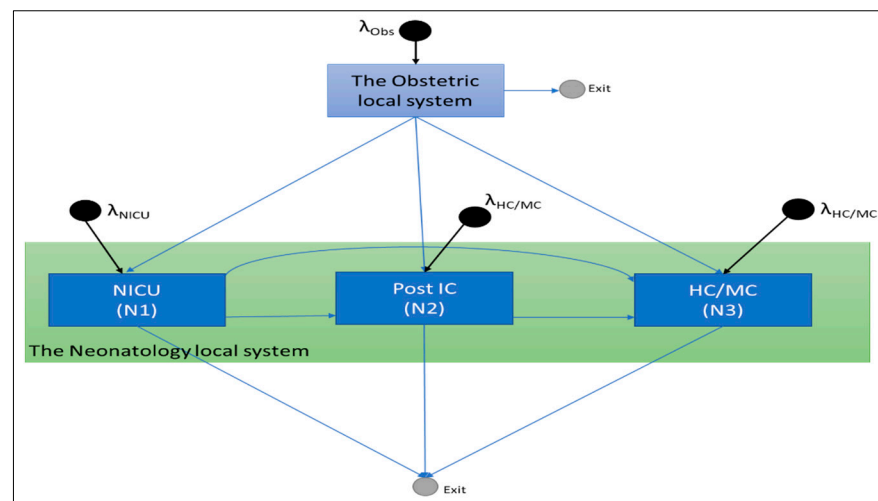 λObs
The Obstetric
local system
Exit
λNICU
λHC/MC
λHC/MC
NICU
(N1)
Post IC
(N2)
HC/MC
(N3)
The Neonatology local system
Exit